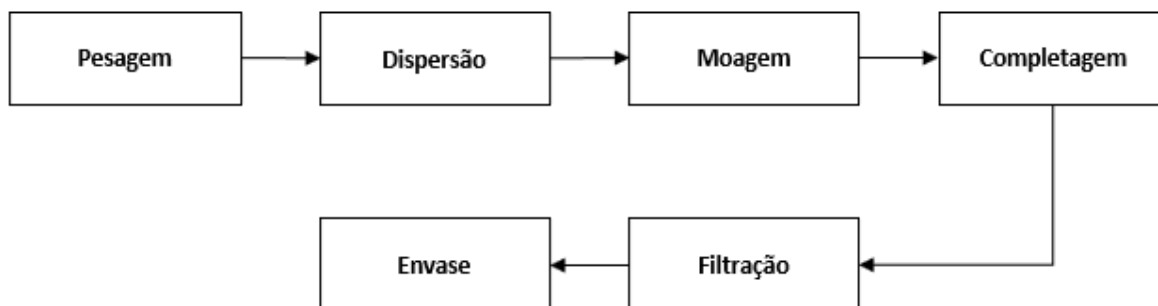 Pesagem
Dispersão
Moagem
Completagem
Filtração
Envase